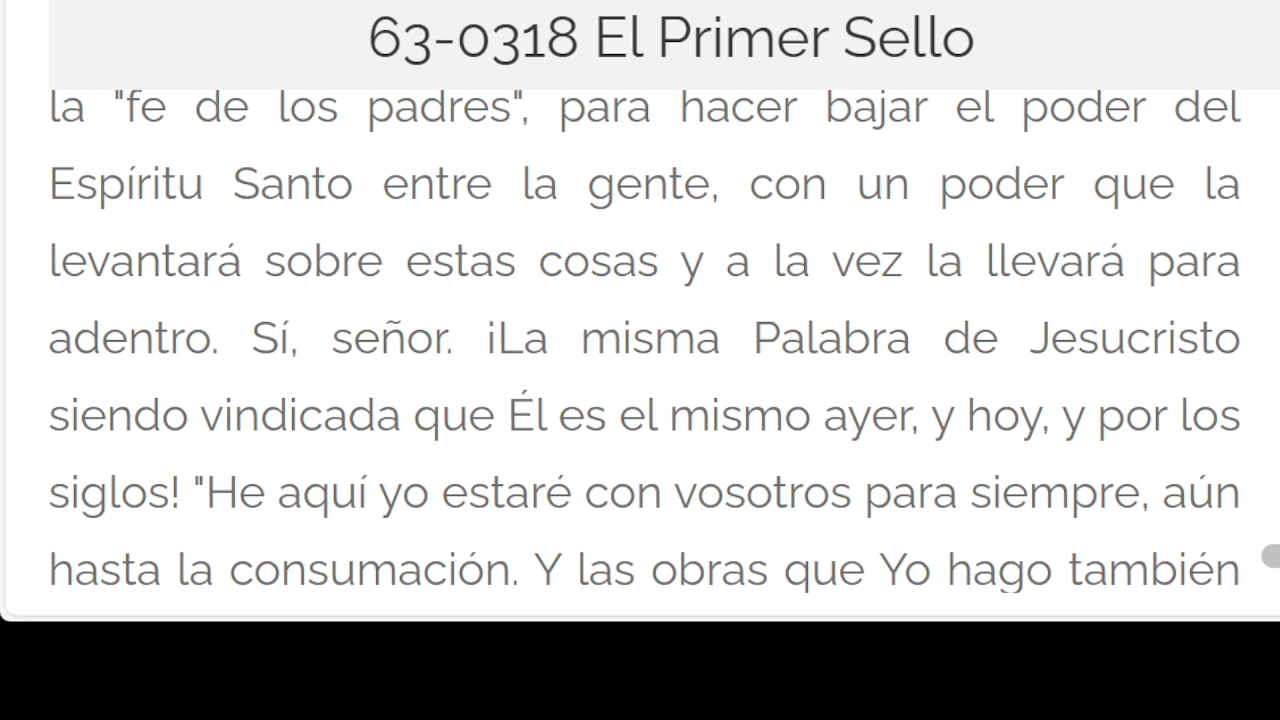 63-0318 El Primer Sello
la "fe de los padres", para hacer bajar el poder del
Espíritu Santo entre la gente, con un poder que la
levantará sobre estas cosas y a la vez la llevará para
adentro. Sí, señor. ¡La misma Palabra de Jesucristo
siendo vindicada que Él es el mismo ayer, y hoy, y por los
siglos! "He aquí yo estaré con vosotros para siempre, aún
hasta la consumación. Y las obras que Yo hago también